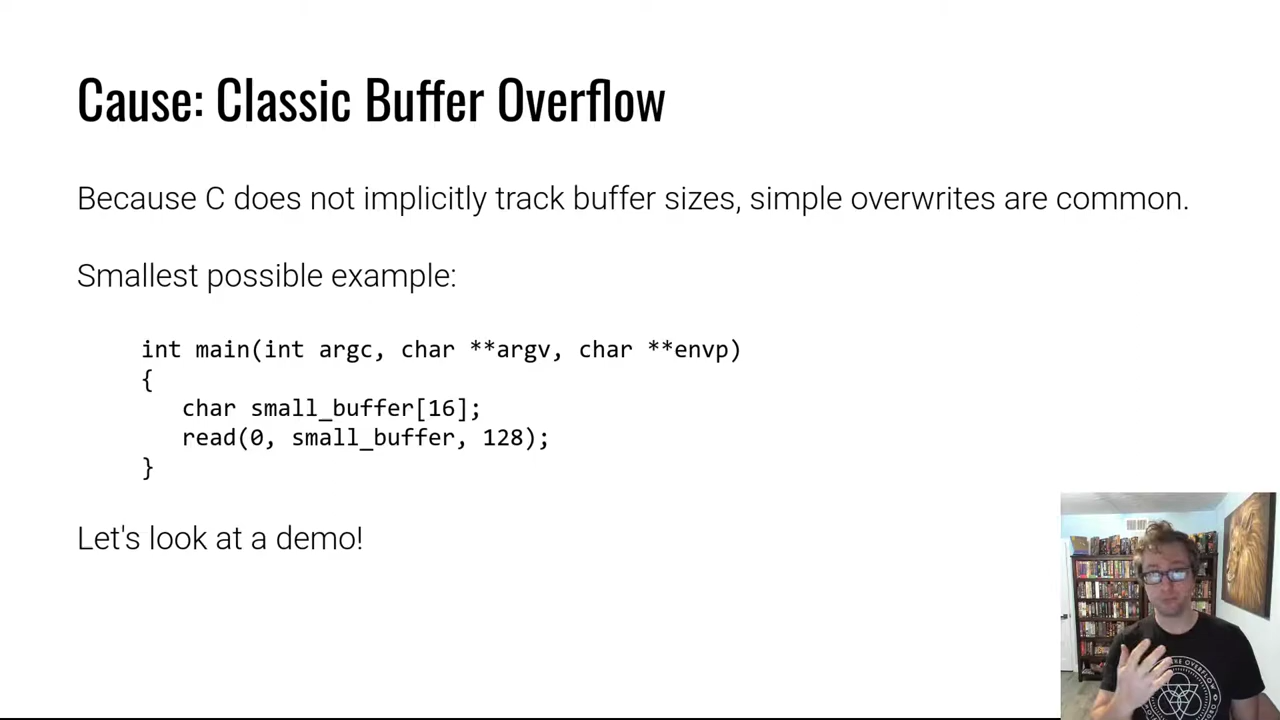 Cause: Classic Buffer Overflow
Because C does not implicitly track buffer sizes, simple overwrites are common.
Smallest possible example:
int main(int argc, char **argv, char **envp)
{
char small_buffer[16];
read(0, small_buffer, 128);
}
Let's look at a demo!
OVERFLOW